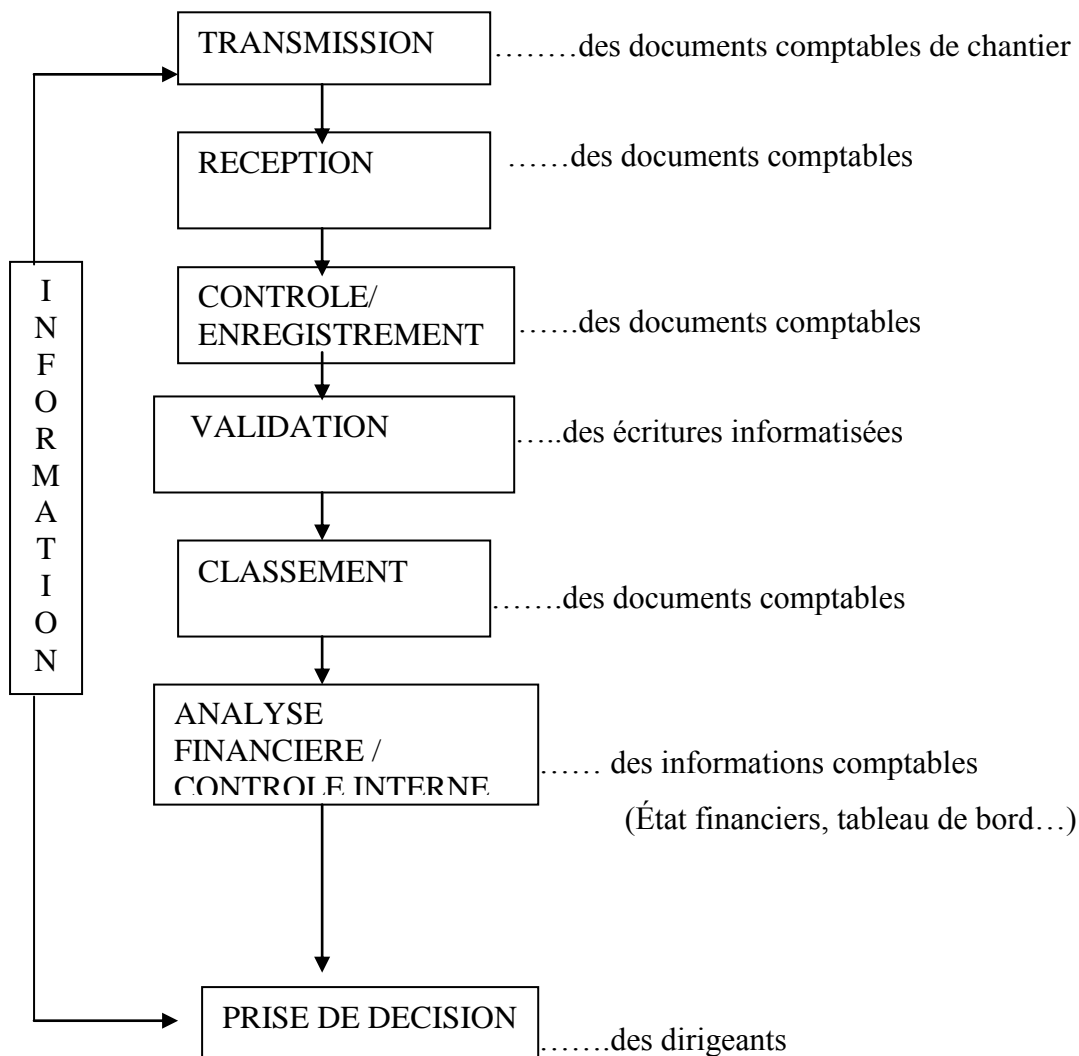 TRANSMISSION ………des documents comptables de chantier
RECEPTION ……des documents comptables
CONTROLE/
ENREGISTREMENT …….des documents comptables
VALIDATION …..des écritures informatisées
CLASSEMENT …….des documents comptables
ANALYSE
FINANCIERE /
CONTROLE INTERNE …… des informations comptables
(État financiers, tableau de bord…)
PRISE DE DECISION …….des dirigeants
INFORMATION